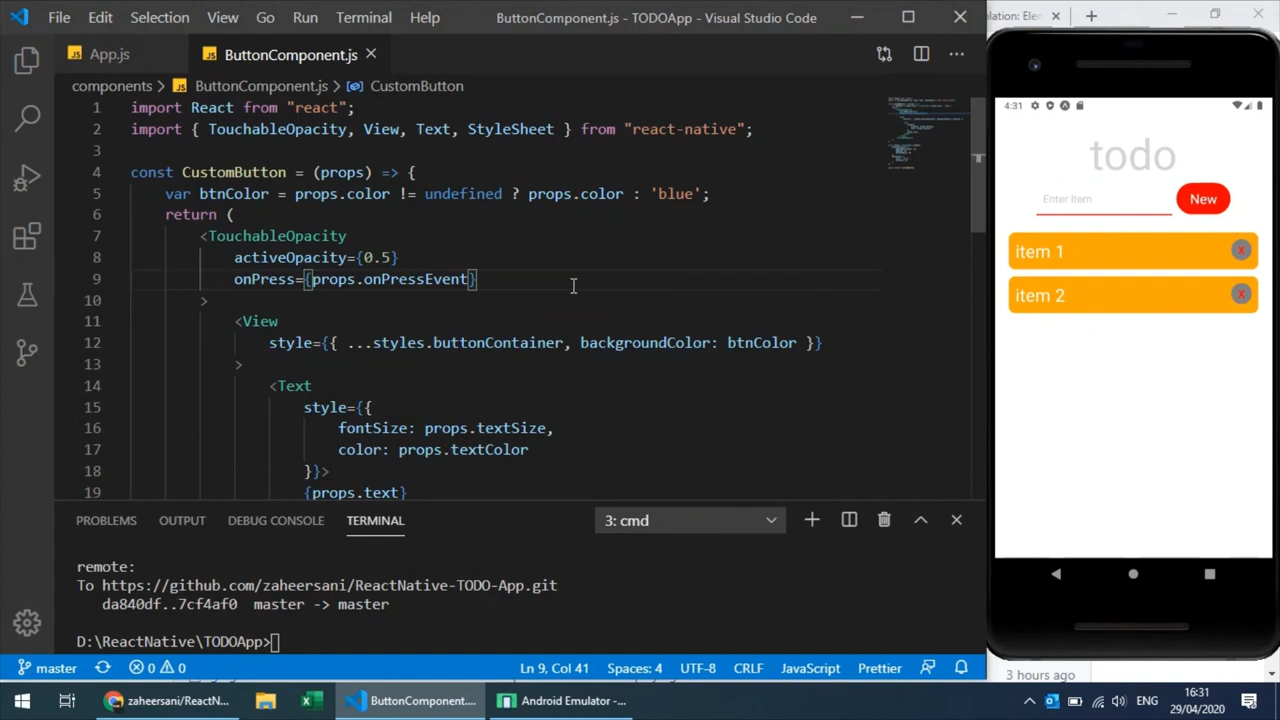 File Edit Selection View Go Run Terminal Help ButtonComponent.js - TODOApp - Visual Studio Code
JS App.js JS ButtonComponent.js
components JS ButtonComponent.js CustomButton
1 import React from "react";
2 import { TouchableOpacity, View, Text, StyleSheet } from "react-native";
3
4 const CustomButton = (props) => {
5 var btnColor = props.color != undefined ? props.color : 'blue';
6 return (
7 <TouchableOpacity
8 activeOpacity={0.5}
9 onPress={props.onPressEvent}
10 >
11 <View
12 style={{ ...styles.buttonContainer, backgroundColor: btnColor }}
13 >
14 <Text
15 style={{
16 fontSize: props.textSize,
17 color: props.textColor
18 }}>
19 {props.text}
PROBLEMS OUTPUT DEBUG CONSOLE TERMINAL 3: cmd
remote:
To https://github.com/zaheersani/ReactNative-TODO-App.git
da840df..7cf4af0 master -> master
D:\ReactNative\TODOApp>
master 0 0 Ln 9, Col 41 Spaces: 4 UTF-8 CRLF JavaScript Prettier
4:31
todo
Enter Item New
item 1 x
item 2 x
3 hours ago
zaheersani/ReactN... ButtonComponent.... Android Emulator -... ENG 16:31
29/04/2020